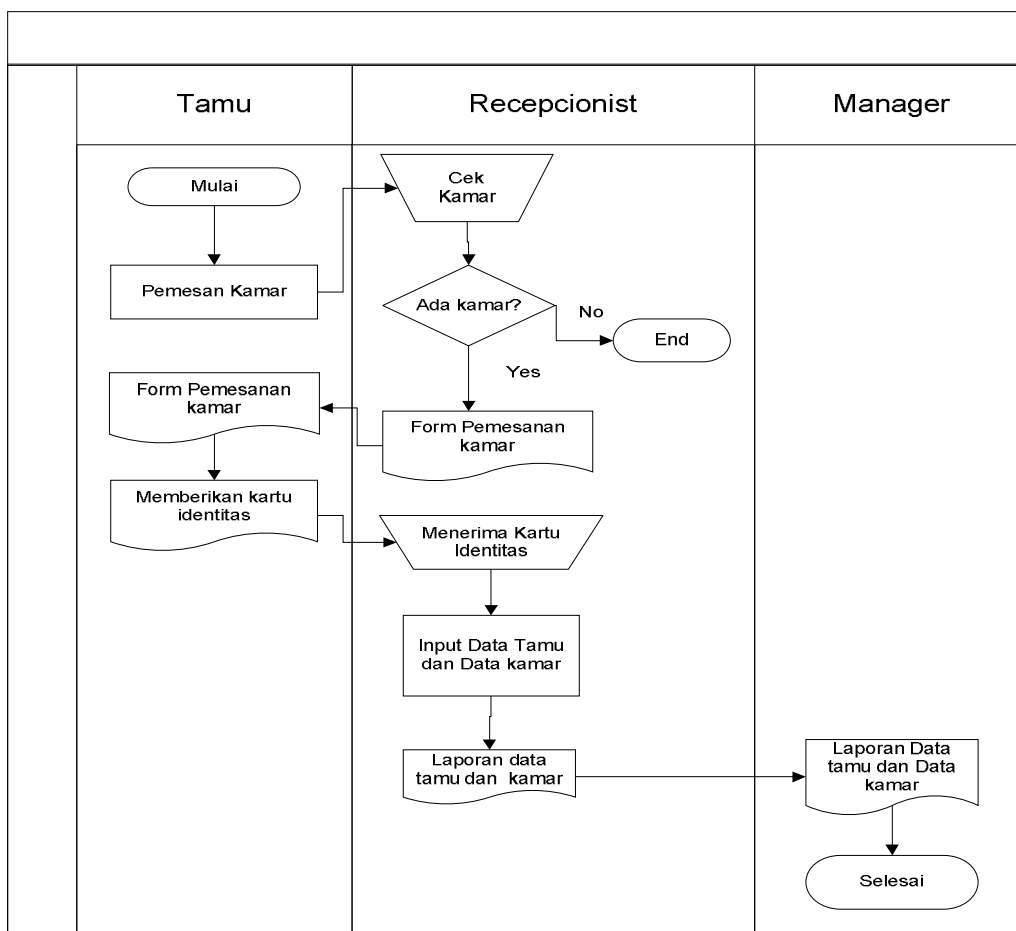 Tamu
Recepcionist
Manager
Mulai
Cek
Kamar
Pemesan Kamar
Ada kamar?
No
End
Yes
Form Pemesanan
kamar
Form Pemesanan
kamar
Memberikan kartu
identitas
Menerima Kartu
Identitas
Input Data Tamu
dan Data kamar
Laporan data
tamu dan kamar
Laporan Data
tamu dan Data
kamar
Selesai